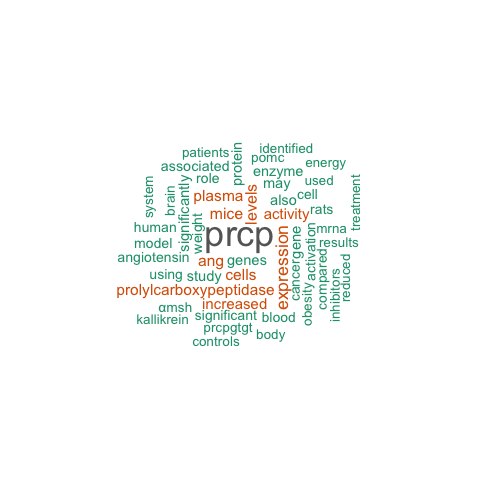 identified
patients
protein
pomc
energy
associated
enzyme
role
may
used
system
brain
significantly
plasma
levels
also
cell
treatment
mice
activity
rats
human
weight
prcp
gene
mrna
model
results
angiotensin
ang
genes
expression
cancer
activation
compared
reduced
using
study
cells
prolylcarboxypeptidase
obesity
inhibitors
αmsh
increased
kallikrein
significant
blood
prcpgtgt
body
controls